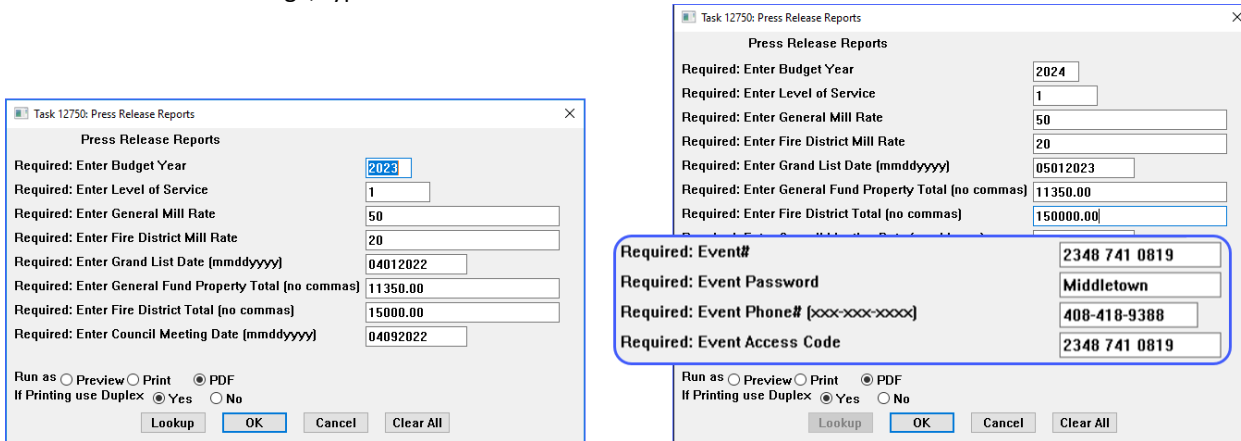 Task 12750: Press Release Reports
Press Release Reports
Required: Enter Budget Year 2023
Required: Enter Level of Service 1
Required: Enter General Mill Rate 50
Required: Enter Fire District Mill Rate 20
Required: Enter Grand List Date (mmddyyyy) 04012022
Required: Enter General Fund Property Total (no commas) 11350.00
Required: Enter Fire District Total (no commas) 15000.00
Required: Enter Council Meeting Date (mmddyyyy) 04092022
Run as Preview Print PDF
If Printing use Duplex Yes No
Lookup OK Cancel Clear All
Task 12750: Press Release Reports
Press Release Reports
Required: Enter Budget Year 2024
Required: Enter Level of Service 1
Required: Enter General Mill Rate 50
Required: Enter Fire District Mill Rate 20
Required: Enter Grand List Date (mmddyyyy) 05012023
Required: Enter General Fund Property Total (no commas) 11350.00
Required: Enter Fire District Total (no commas) 150000.00
Required: Event# 2348 741 0819
Required: Event Password Middletown
Required: Event Phone# (xxx-xxx-xxxx) 408-418-9388
Required: Event Access Code 2348 741 0819
Run as Preview Print PDF
If Printing use Duplex Yes No
Lookup OK Cancel Clear All